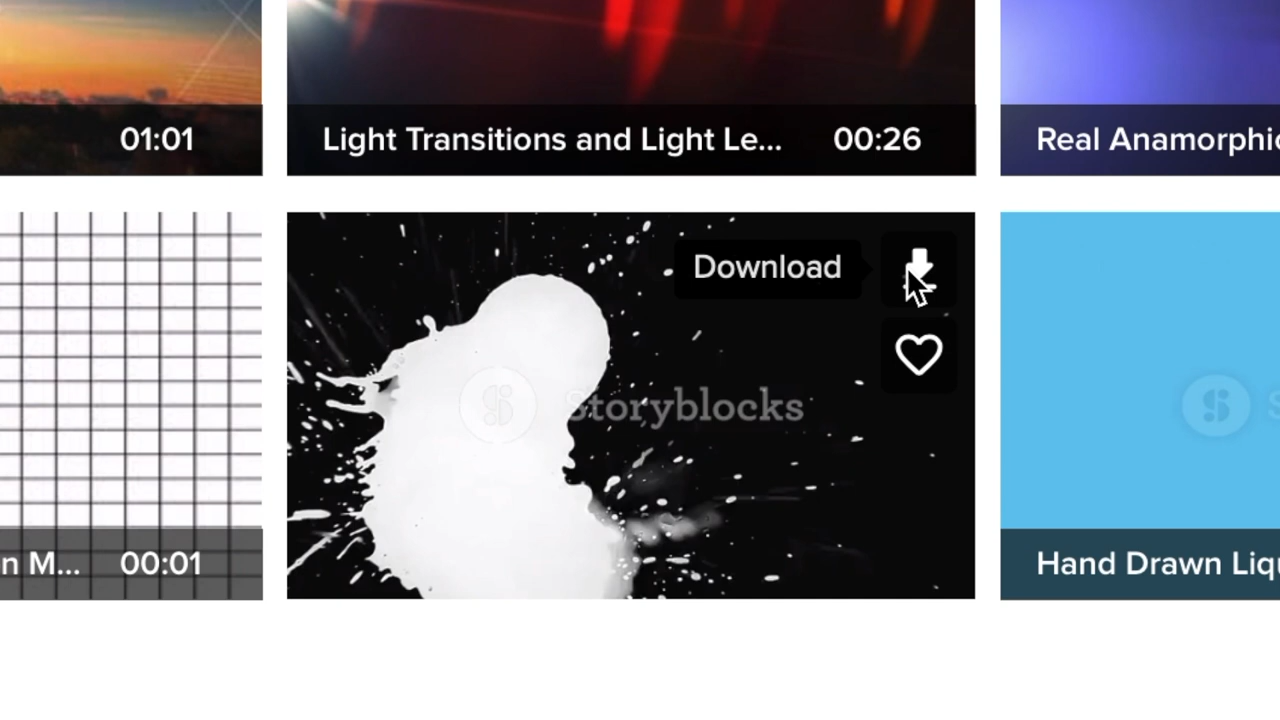 01:01
Light Transitions and Light Le...
00:26
Real Anamorphic
Download
Storyblocks
n M...
00:01
Hand Drawn Liqu